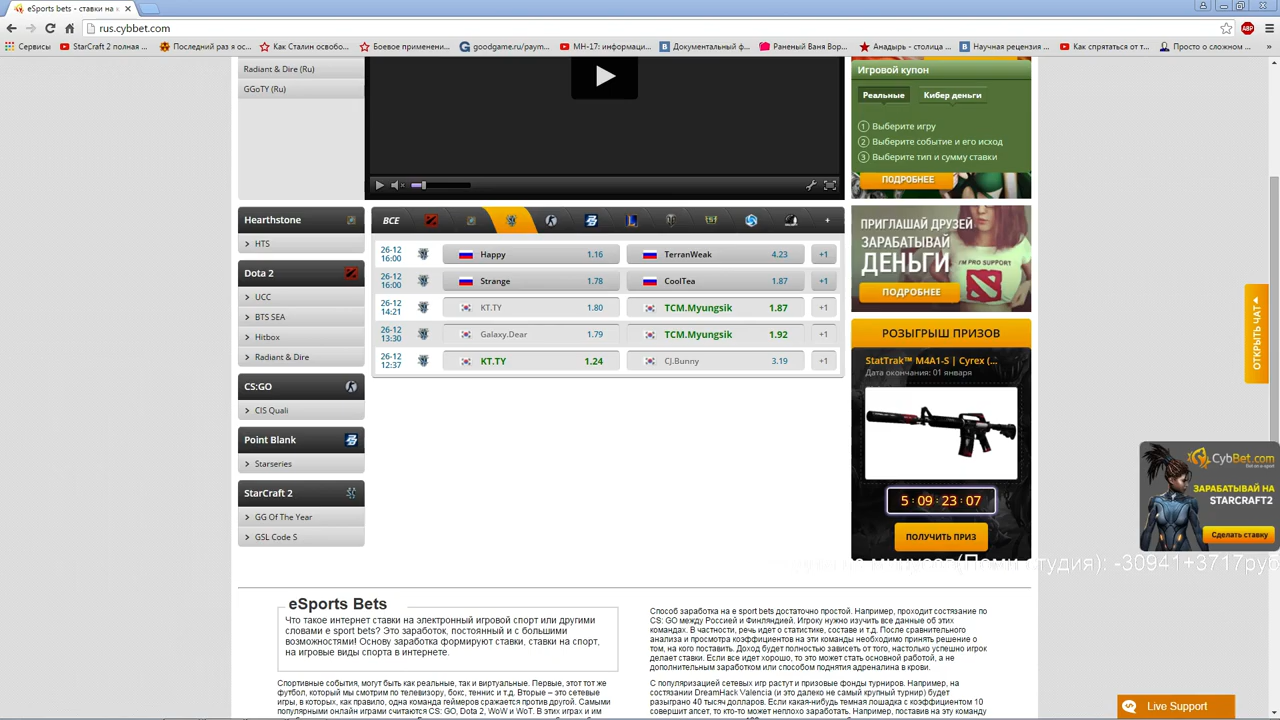 eSports bets - ставки на к
rus.cybbet.com
ABP
Сервисы
StarCraft 2 полная ...
Последний раз я ос...
Как Сталин освобо...
Боевое применени...
goodgame.ru/paym...
МН-17: информаци...
Документальный ф...
Раненый Ваня Вор...
Анадырь - столица ...
Научная рецензия ...
Как спрятаться от т...
Просто о сложном ...
»
Radiant & Dire (Ru)
GGoTY (Ru)
Hearthstone
HTS
Dota 2
UCC
BTS SEA
Hitbox
Radiant & Dire
CS:GO
CIS Quali
Point Blank
Starseries
StarCraft 2
GG Of The Year
GSL Code S
ВСЕ
+
26-12
16:00
Happy 1.16 TerranWeak 4.23 +1
26-12
16:00
Strange 1.78 CoolTea 1.87 +1
26-12
14:21
KT.TY 1.80 TCM.Myungsik 1.87 +1
26-12
13:30
Galaxy.Dear 1.79 TCM.Myungsik 1.92 +1
26-12
12:37
KT.TY 1.24 CJ.Bunny 3.19 +1
Игровой купон
Реальные Кибер деньги
1 Выберите игру
2 Выберите событие и его исход
3 Выберите тип и сумму ставки
ПОДРОБНЕЕ
ПРИГЛАШАЙ ДРУЗЕЙ
ЗАРАБАТЫВАЙ
ДЕНЬГИ
I'M PRO SUPPORT
ПОДРОБНЕЕ
РОЗЫГРЫШ ПРИЗОВ
StatTrak™ M4A1-S | Cyrex (...
Дата окончания: 01 января
5 : 09 : 23 : 07
ПОЛУЧИТЬ ПРИЗ
ОТКРЫТЬ ЧАТ
CybBet.com
ЗАРАБАТЫВАЙ НА
STARCRAFT2
Сделать ставку
студия): -30941+3717руб
eSports Bets
Что такое интернет ставки на электронный игровой спорт или другими
словами e sport bets? Это заработок, постоянный и с большими
возможностями! Основу заработка формируют ставки, ставки на спорт,
на игровые виды спорта в интернете.
Спортивные события, могут быть как реальные, так и виртуальные. Первые, этот тот же
футбол, который мы смотрим по телевизору, бокс, теннис и т.д. Вторые – это сетевые
игры, в которых, как правило, одна команда геймеров сражается против другой. Самыми
популярными онлайн играми считаются CS: GO, Dota 2, WoW и WoT. В этих играх и им
Способ заработка на e sport bets достаточно простой. Например, проходит состязание по
CS: GO между Россией и Финляндией. Игроку нужно изучить все данные об этих
командах. В частности, речь идет о статистике, составе и т.д. После сравнительного
анализа и просмотра коэффициентов на эти команды необходимо принять решение о
том, на кого поставить. Доход будет полностью зависеть от того, настолько успешно игрок
делает ставки. Если все идет хорошо, то это может стать основной работой, а не
дополнительным заработком или способом поднятия адреналина в крови.
С популяризацией сетевых игр растут и призовые фонды турниров. Например, на
состязании DreamHack Valencia (и это далеко не самый крупный турнир) будет
разыграно 40 тысяч долларов. Если какая-нибудь темная лошадка с коэффициентом 10
совершит апсет, то кто-то может неплохо заработать. Например, поставив на эту команду
Live Support